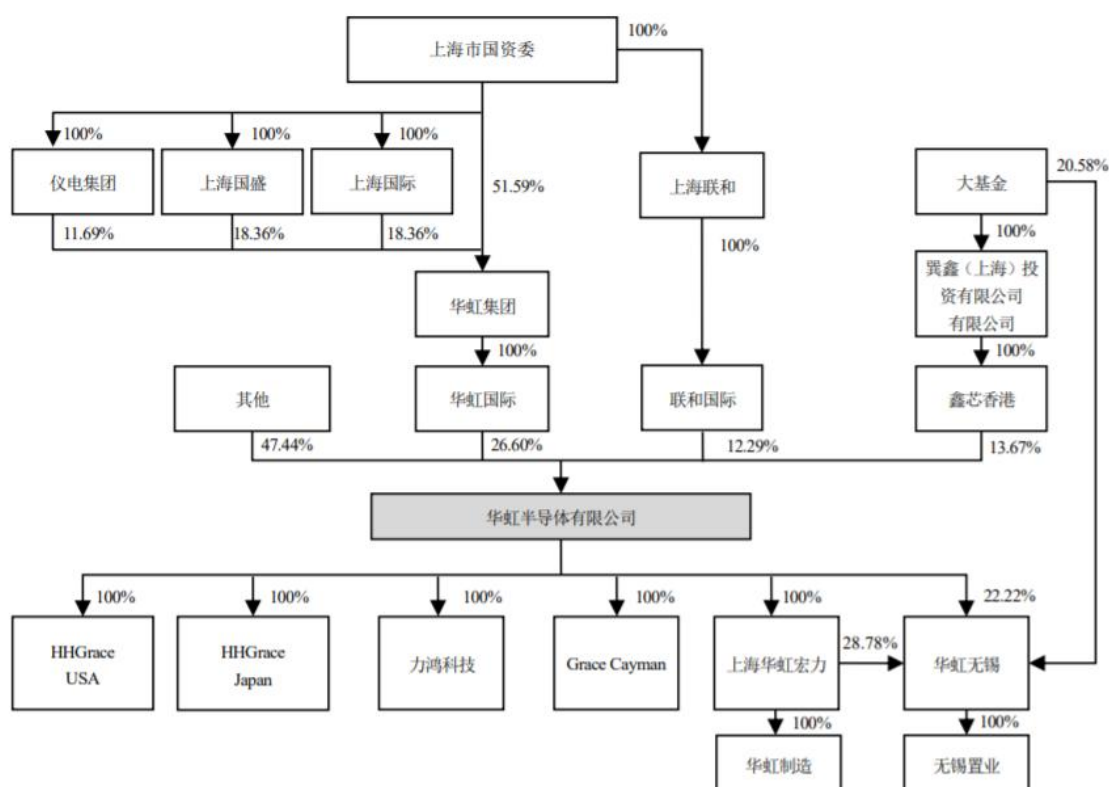 上海市国资委
100%
100%
100%
100%
仪电集团
上海国盛
上海国际
51.59%
上海联和
大基金
20.58%
11.69%
18.36%
18.36%
100%
100%
华虹集团
巽鑫（上海）投
资有限公司
有限公司
100%
100%
其他
华虹国际
联和国际
鑫芯香港
47.44%
26.60%
12.29%
13.67%
华虹半导体有限公司
100%
100%
100%
100%
100%
22.22%
HHGrace
USA
HHGrace
Japan
力鸿科技
Grace Cayman
上海华虹宏力
28.78%
华虹无锡
100%
100%
华虹制造
无锡置业